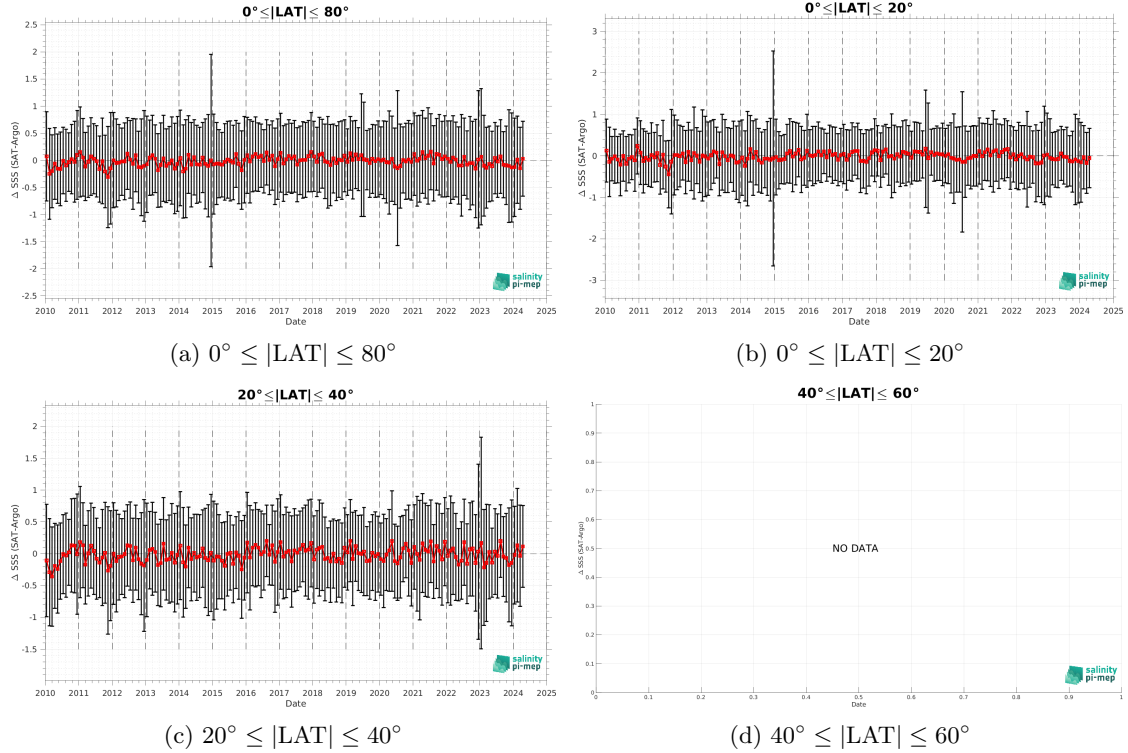 0°≤|LAT|≤ 80°
2.5
2
1.5
1
0.5
0
-0.5
-1
-1.5
-2
-2.5
Δ SSS (SAT-Argo)
2010 2011 2012 2013 2014 2015 2016 2017 2018 2019 2020 2021 2022 2023 2024 2025
Date
salinity
pi-mep
(a) 0° ≤ |LAT| ≤ 80°
0°≤|LAT|≤ 20°
3
2
1
0
-1
-2
-3
Δ SSS (SAT-Argo)
2010 2011 2012 2013 2014 2015 2016 2017 2018 2019 2020 2021 2022 2023 2024 2025
Date
salinity
pi-mep
(b) 0° ≤ |LAT| ≤ 20°
20°≤|LAT|≤ 40°
2
1.5
1
0.5
0
-0.5
-1
-1.5
Δ SSS (SAT-Argo)
2010 2011 2012 2013 2014 2015 2016 2017 2018 2019 2020 2021 2022 2023 2024 2025
Date
salinity
pi-mep
(c) 20° ≤ |LAT| ≤ 40°
40°≤|LAT|≤ 60°
1
0.9
0.8
0.7
0.6
0.5
0.4
0.3
0.2
0.1
0
Δ SSS (SAT-Argo)
NO DATA
0 0.1 0.2 0.3 0.4 0.5 0.6 0.7 0.8 0.9 1
Date
salinity
pi-mep
(d) 40° ≤ |LAT| ≤ 60°